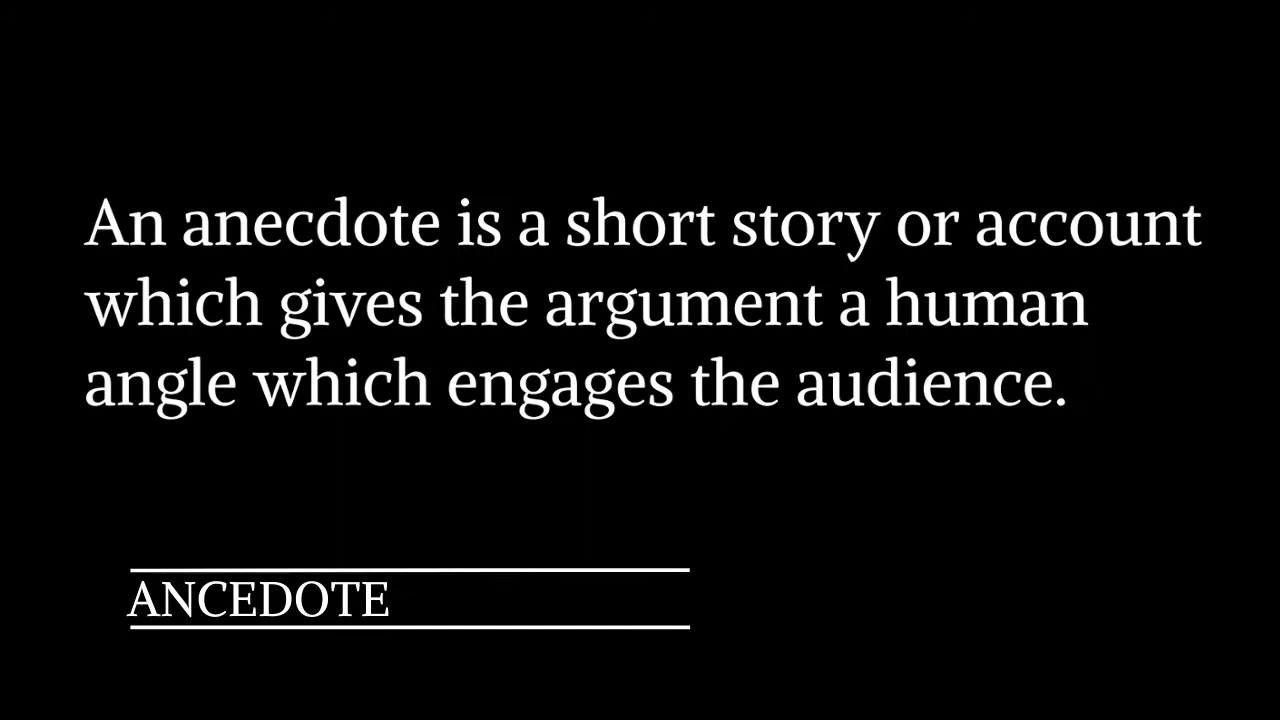 An anecdote is a short story or account
which gives the argument a human
angle which engages the audience.
ANCEDOTE